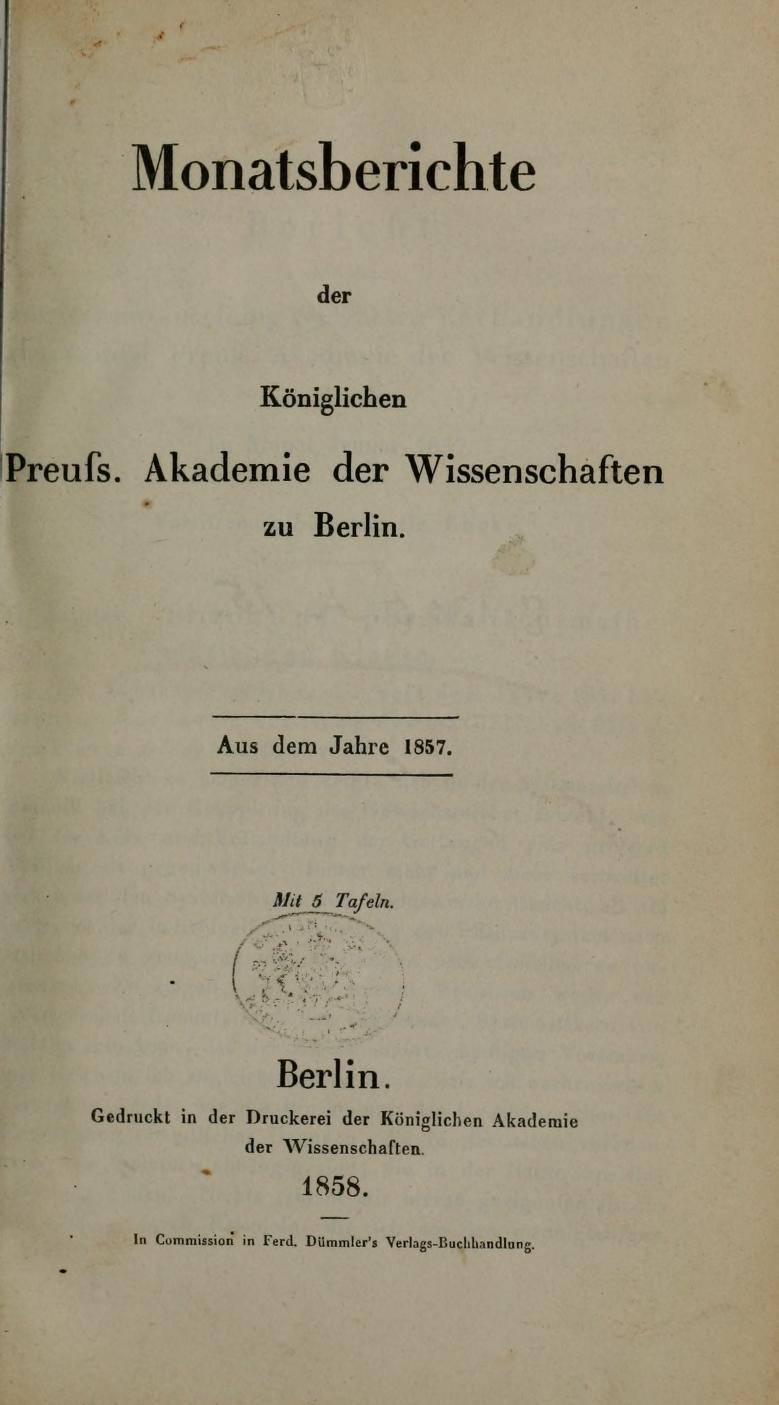 Monatsberichte
der
Königlichen
Preuſs. Akademie der Wissenschaften
zu Berlin.
Aus dem Jahre 1857.
Mit 5 Tafeln.
Berlin.
Gedruckt in der Druckerei der Königlichen Akademie
der Wissenschaften.
1858.
In Commission in Ferd. Dümmler's Verlags-Buchhandlung.